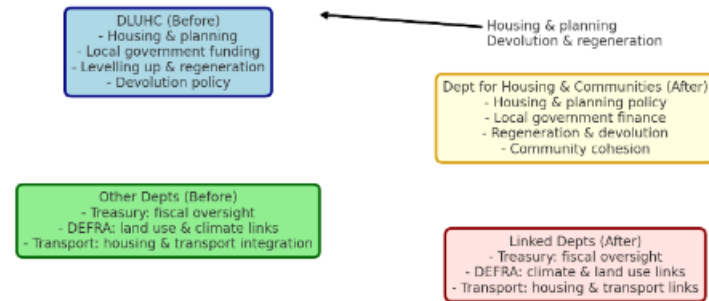 DLUHC (Before)
- Housing & planning
- Local government funding
- Levelling up & regeneration
- Devolution policy
Housing & planning
Devolution & regeneration
Dept for Housing & Communities (After)
- Housing & planning policy
- Local government finance
- Regeneration & devolution
- Community cohesion
Other Depts (Before)
- Treasury: fiscal oversight
- DEFRA: land use & climate links
- Transport: housing & transport integration
Linked Depts (After)
- Treasury: fiscal oversight
- DEFRA: climate & land use links
- Transport: housing & transport links